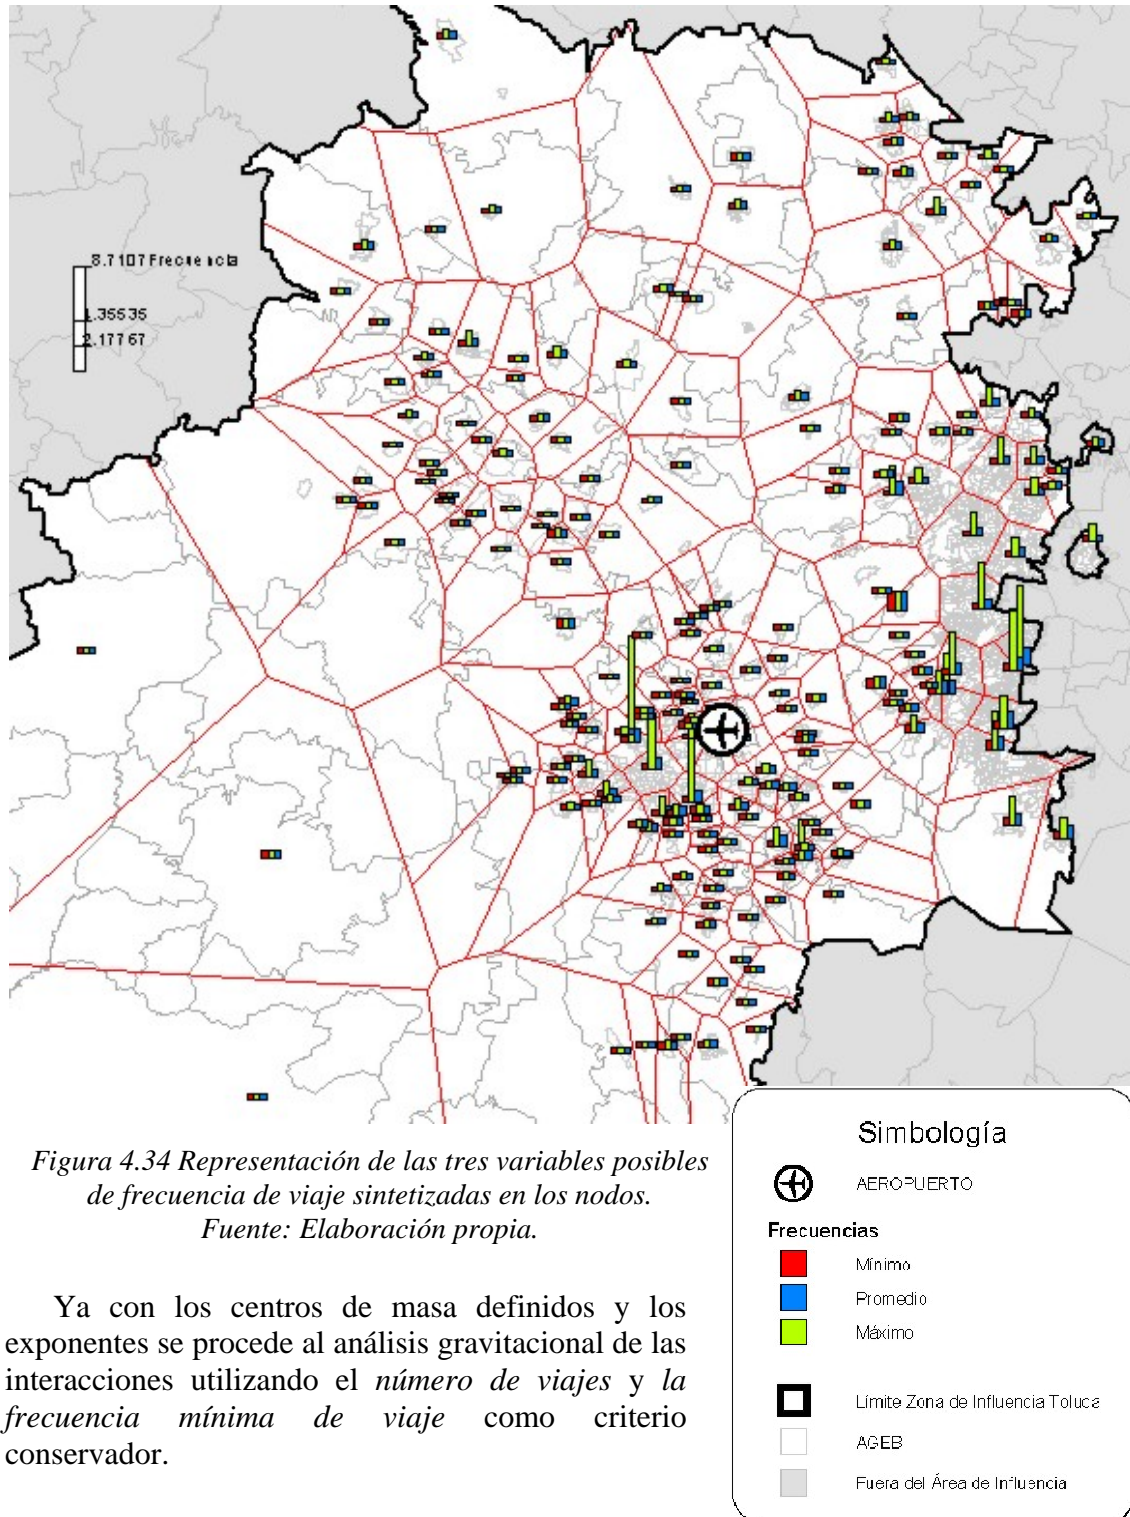 8.7107 Frecuencia
4.35535
2.17767
Figura 4.34 Representación de las tres variables posibles
de frecuencia de viaje sintetizadas en los nodos.
Fuente: Elaboración propia.
Ya con los centros de masa definidos y los
exponentes se procede al análisis gravitacional de las
interacciones utilizando el número de viajes y la
frecuencia mínima de viaje como criterio
conservador.
Simbología
AEROPUERTO
Frecuencias
Mínimo
Promedio
Máximo
Límite Zona de Influencia Toluca
AGEB
Fuera del Área de Influencia